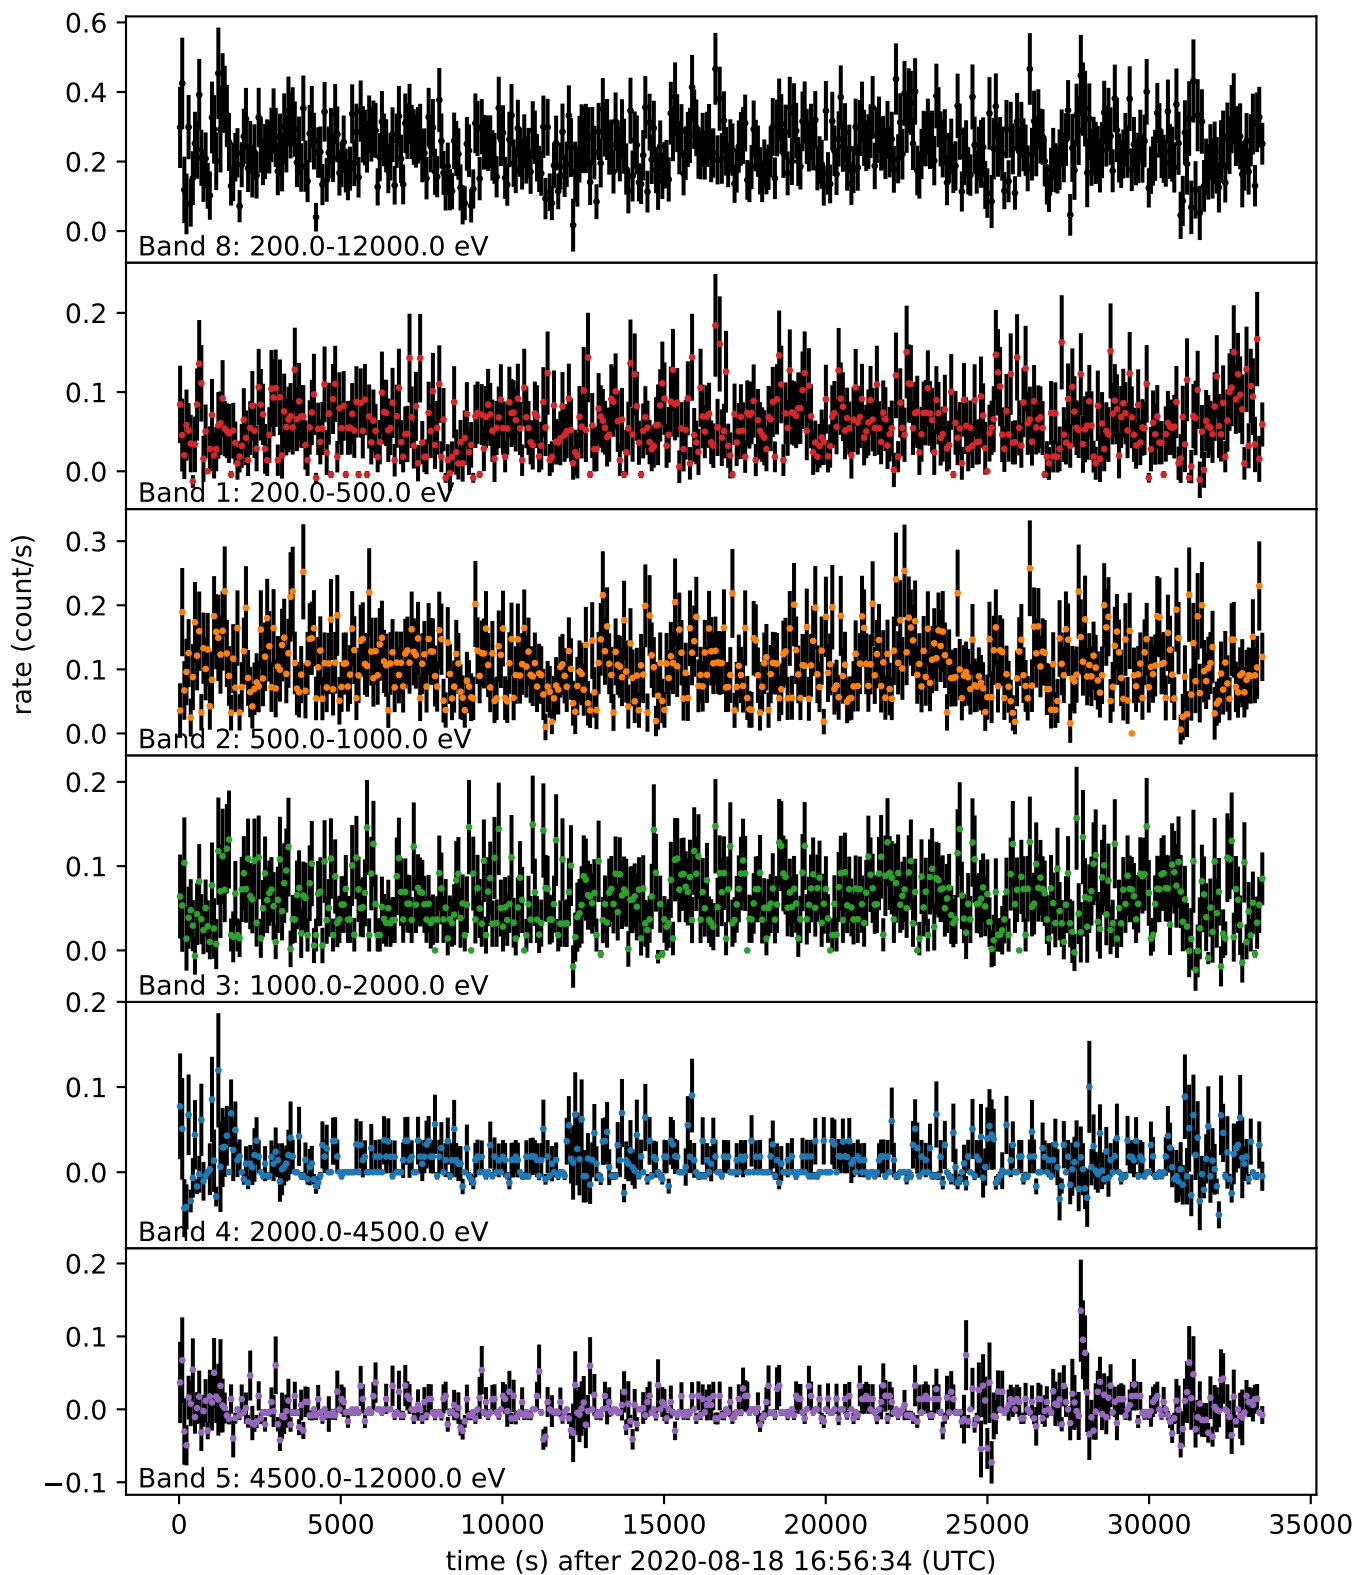 0.6
0.4
0.2
0.0
Band 8: 200.0-12000.0 eV
0.2
0.1
0.0
Band 1: 200.0-500.0 eV
rate (count/s)
0.3
0.2
0.1
0.0
Band 2: 500.0-1000.0 eV
0.2
0.1
0.0
Band 3: 1000.0-2000.0 eV
0.2
0.1
0.0
Band 4: 2000.0-4500.0 eV
0.2
0.1
0.0
−0.1
Band 5: 4500.0-12000.0 eV
0 5000 10000 15000 20000 25000 30000 35000
time (s) after 2020-08-18 16:56:34 (UTC)